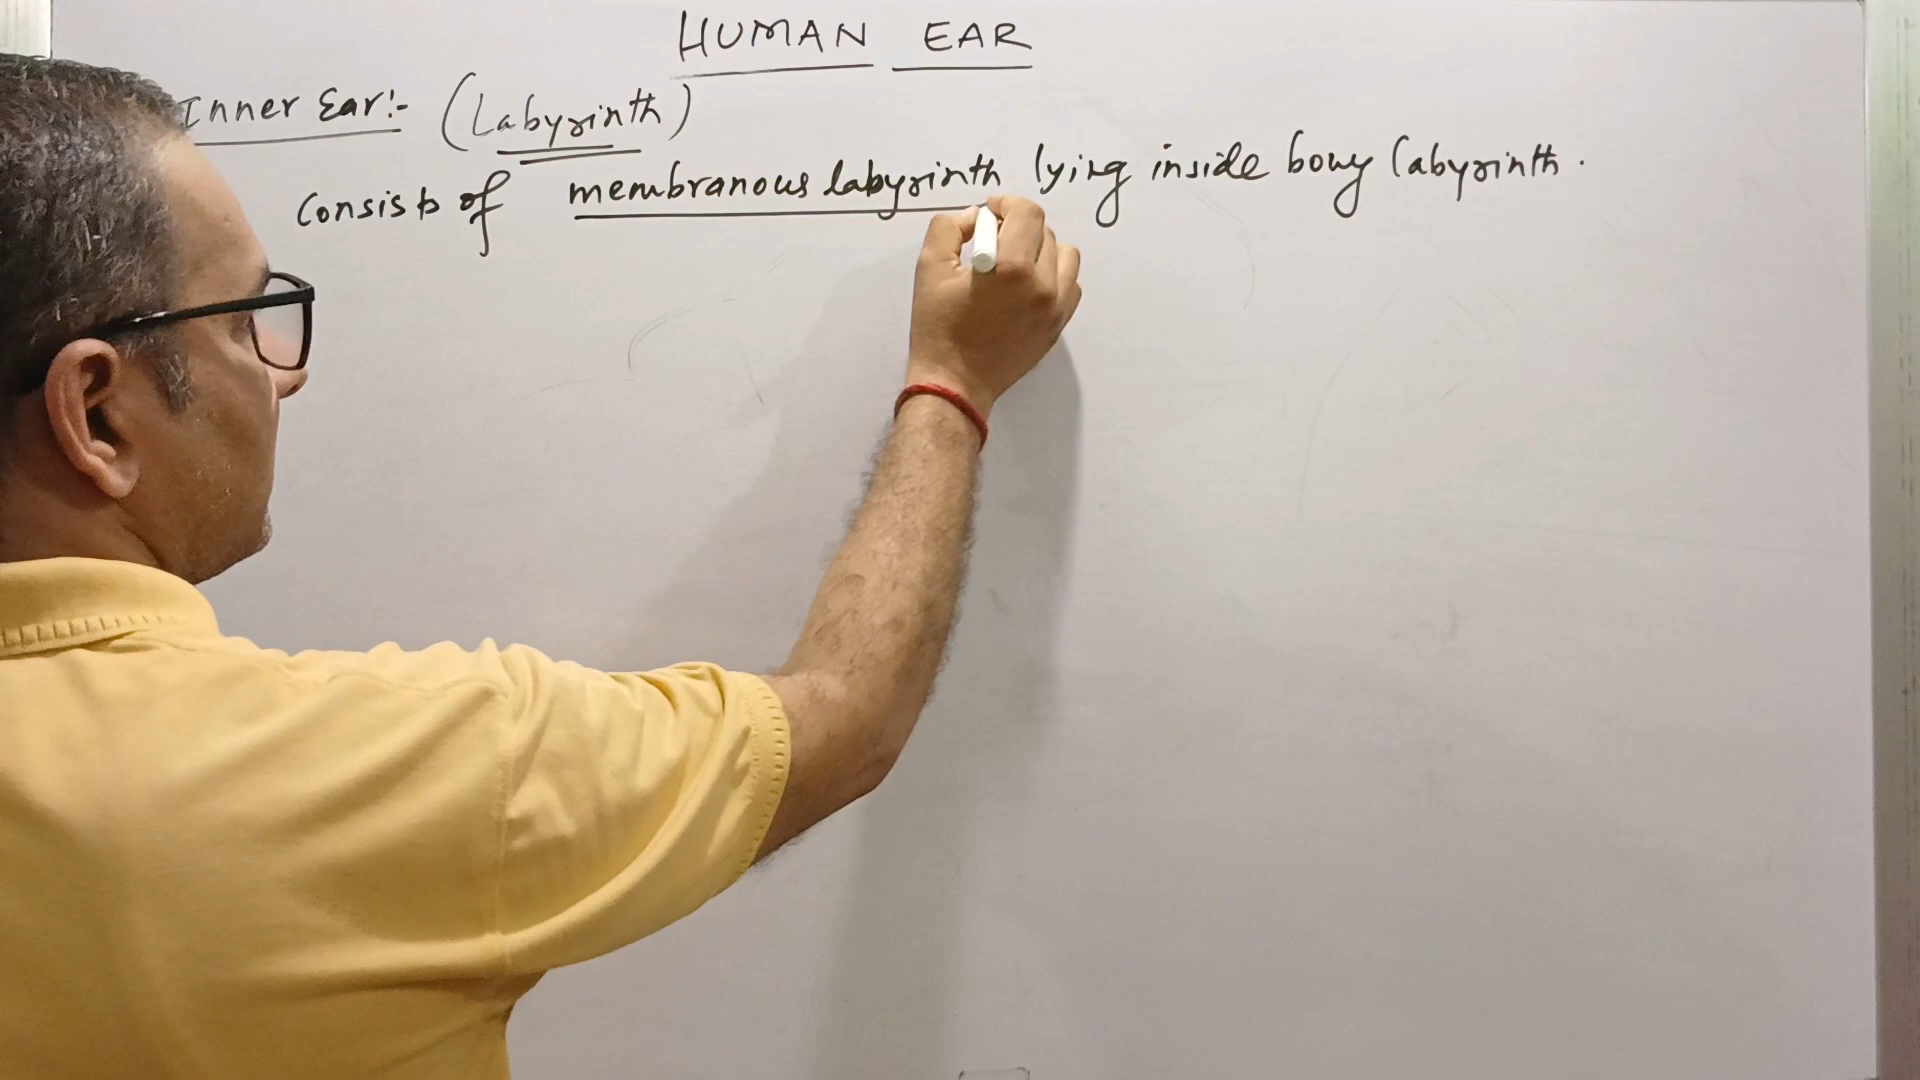 HUMAN EAR
Inner Ear:- (Labyrinth)
consists of membranous labyrinth lying inside bony labyrinth.